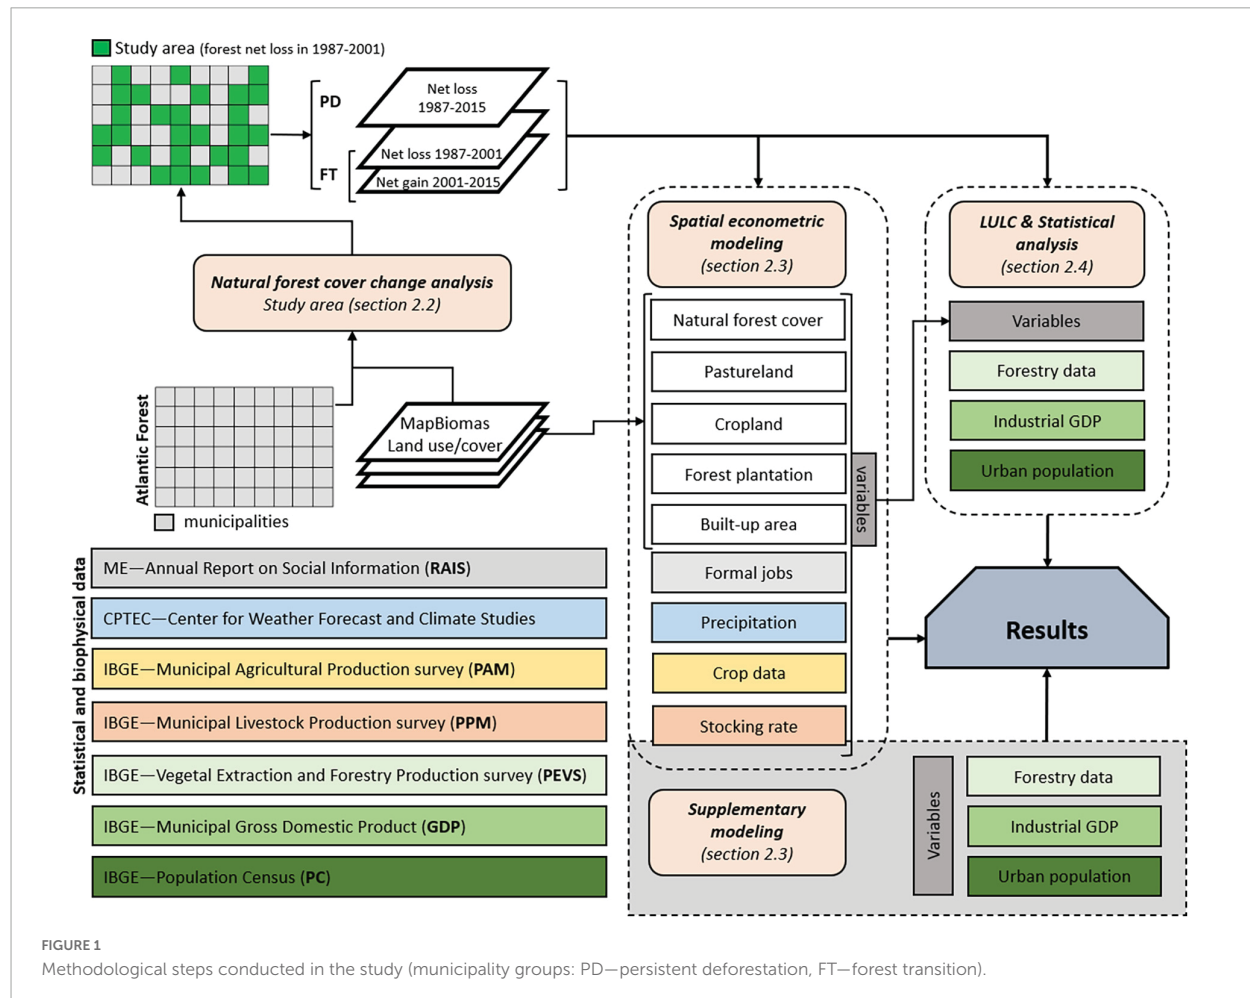 Study area (forest net loss in 1987-2001)
PD
Net loss
1987-2015
FT
Net loss 1987-2001
Net gain 2001-2015
Natural forest cover change analysis
Study area (section 2.2)
Atlantic Forest
municipalities
MapBiomas
Land use/cover
Spatial econometric
modeling
(section 2.3)
Natural forest cover
Pastureland
Cropland
Forest plantation
Built-up area
Formal jobs
Precipitation
Crop data
Stocking rate
variables
LULC & Statistical
analysis
(section 2.4)
Variables
Forestry data
Industrial GDP
Urban population
Results
Statistical and biophysical data
ME—Annual Report on Social Information (RAIS)
CPTEC—Center for Weather Forecast and Climate Studies
IBGE—Municipal Agricultural Production survey (PAM)
IBGE—Municipal Livestock Production survey (PPM)
IBGE—Vegetal Extraction and Forestry Production survey (PEVS)
IBGE—Municipal Gross Domestic Product (GDP)
IBGE—Population Census (PC)
Supplementary
modeling
(section 2.3)
Variables
Forestry data
Industrial GDP
Urban population
FIGURE 1
Methodological steps conducted in the study (municipality groups: PD—persistent deforestation, FT—forest transition).